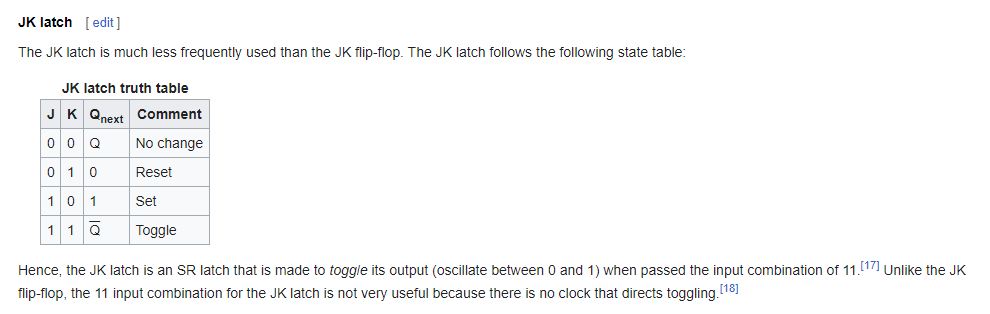 JK latch [ edit ]
The JK latch is much less frequently used than the JK flip-flop. The JK latch follows the following state table:
JK latch truth table
J K Qnext Comment
0 0 Q No change
0 1 0 Reset
1 0 1 Set
1 1 Q̅ Toggle
Hence, the JK latch is an SR latch that is made to toggle its output (oscillate between 0 and 1) when passed the input combination of 11.[17] Unlike the JK
flip-flop, the 11 input combination for the JK latch is not very useful because there is no clock that directs toggling.[18]